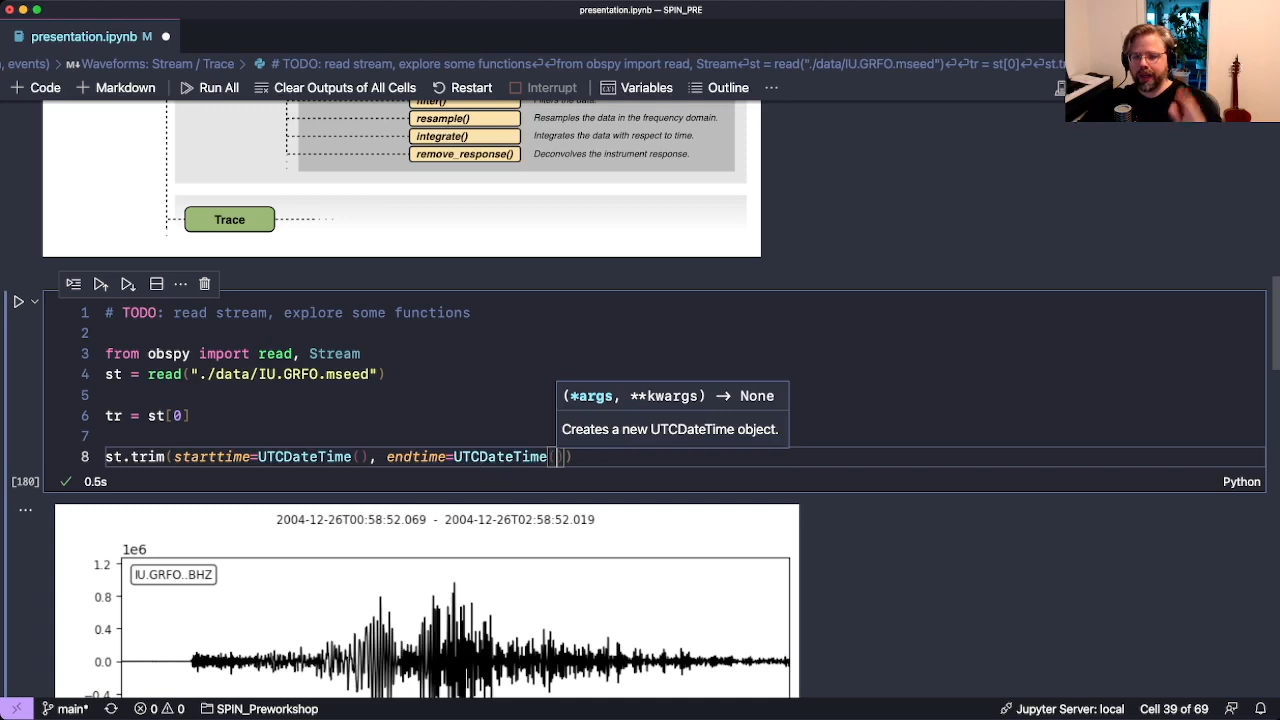 presentation.ipynb — SPIN_PRE
presentation.ipynb M
, events) > M↓Waveforms: Stream / Trace > # TODO: read stream, explore some functions↵↵from obspy import read, Stream↵st = read("./data/IU.GRFO.mseed")↵↵tr = st[0]↵↵st.tr
+ Code + Markdown Run All Clear Outputs of All Cells Restart Interrupt Variables Outline ...
filter() Filters the data.
resample() Resamples the data in the frequency domain.
integrate() Integrates the data with respect to time.
remove_response() Deconvolves the instrument response.
Trace
1 # TODO: read stream, explore some functions
2
3 from obspy import read, Stream
4 st = read("./data/IU.GRFO.mseed")
5
(*args, **kwargs) → None
6 tr = st[0]
Creates a new UTCDateTime object.
7
8 st.trim(starttime=UTCDateTime(), endtime=UTCDateTime())
[180] ✓ 0.5s Python
2004-12-26T00:58:52.069 - 2004-12-26T02:58:52.019
1e6
1.2
IU.GRFO..BHZ
0.8
0.4
0.0
-0.4
main* 0 0 SPIN_Preworkshop Jupyter Server: local Cell 39 of 69